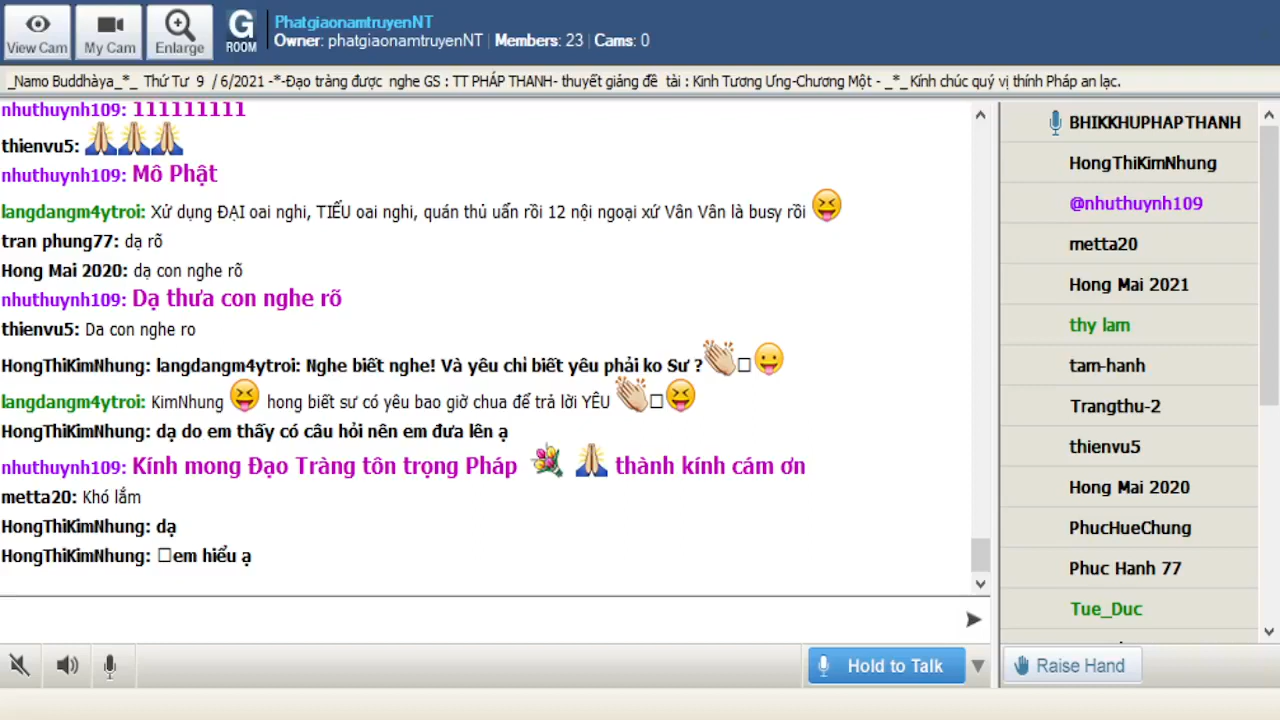 View Cam
My Cam
Enlarge
G
ROOM
PhatgiaonamtruyenNT
Owner: phatgiaonamtruyenNT | Members: 23 | Cams: 0
_Namo Buddhàya_*_ Thứ Tư 9 / 6/2021 -*-Đạo tràng được nghe GS : TT PHÁP THANH- thuyết giảng đề tài : Kinh Tương Ưng-Chương Một - _*_Kính chúc quý vị thính Pháp an lạc.
nhuthuynh109: 111111111
thienvu5: 🙏🙏🙏
nhuthuynh109: Mô Phật
langdangm4ytroi: Xử dụng ĐẠI oai nghi, TIỂU oai nghi, quán thủ uẩn rồi 12 nội ngoại xứ Vân Vân là busy rồi 😝
tran phung77: dạ rõ
Hong Mai 2020: dạ con nghe rõ
nhuthuynh109: Dạ thưa con nghe rõ
thienvu5: Da con nghe ro
HongThiKimNhung: langdangm4ytroi: Nghe biết nghe! Và yêu chỉ biết yêu phải ko Sư ?👏🏻□😛
langdangm4ytroi: KimNhung 😝 hong biết sư có yêu bao giờ chưa để trả lời YÊU 👏🏻□😝
HongThiKimNhung: dạ do em thấy có câu hỏi nên em đưa lên ạ
nhuthuynh109: Kính mong Đạo Tràng tôn trọng Pháp 💐 🙏 thành kính cám ơn
metta20: Khó lắm
HongThiKimNhung: dạ
HongThiKimNhung: □em hiểu ạ
Hold to Talk
BHIKKHUPHAPTHANH
HongThiKimNhung
@nhuthuynh109
metta20
Hong Mai 2021
thy lam
tam-hanh
Trangthu-2
thienvu5
Hong Mai 2020
PhucHueChung
Phuc Hanh 77
Tue_Duc
Raise Hand